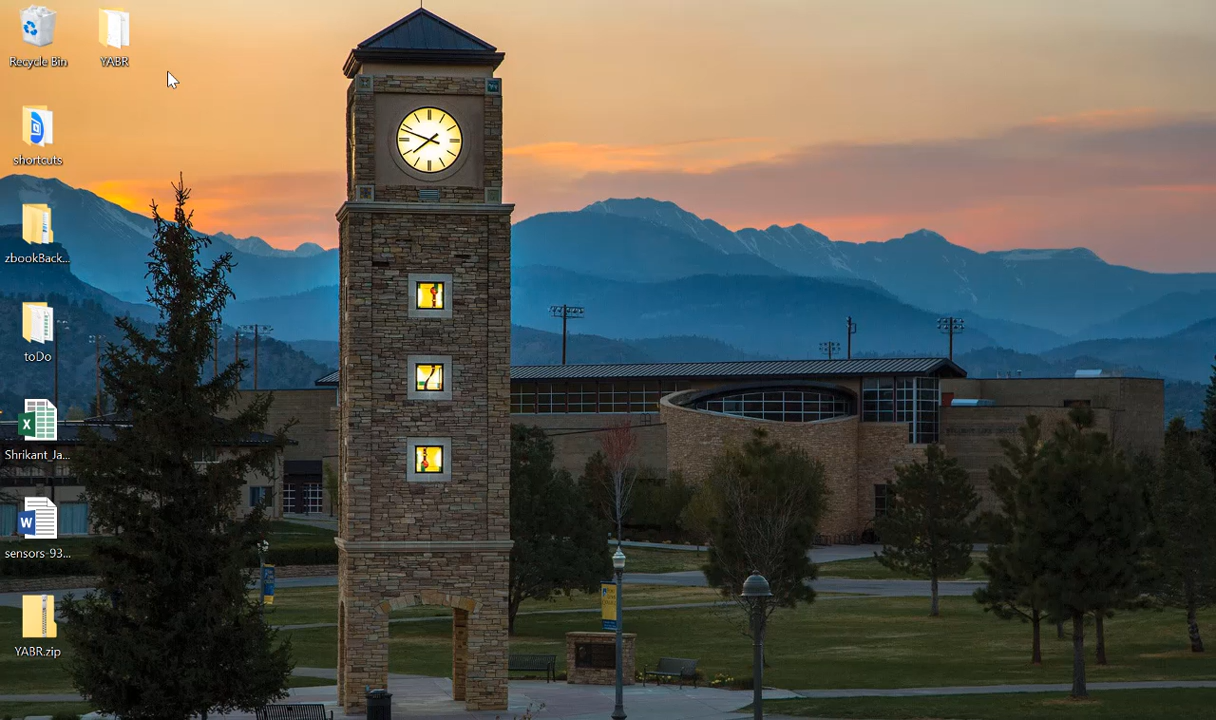 Recycle Bin
YABR
shortcuts
zbookBack...
toDo
Shrikant_Ja...
sensors-93...
YABR.zip